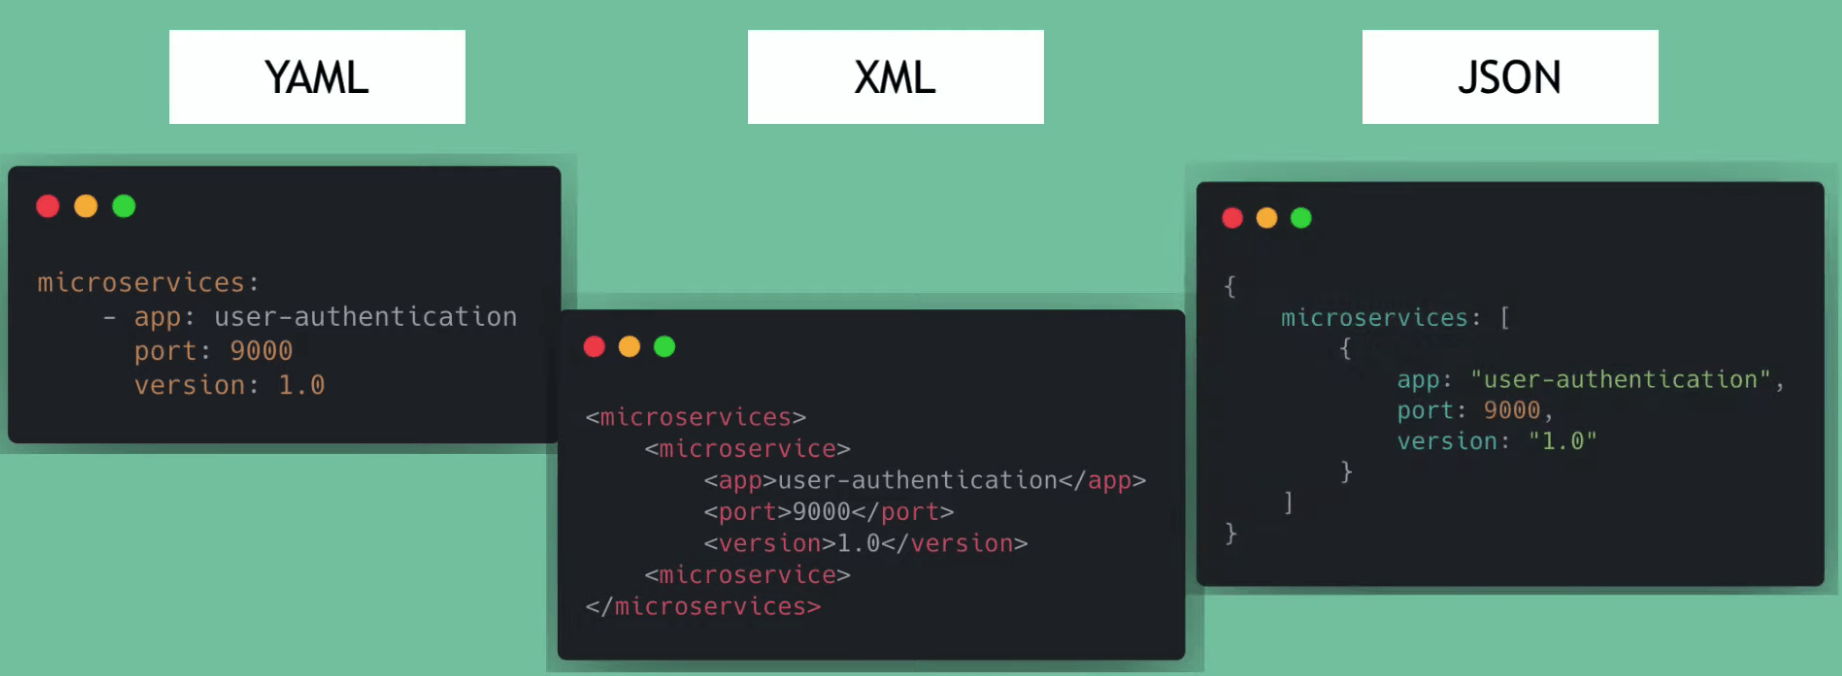 YAML
microservices:
    - app: user-authentication
      port: 9000
      version: 1.0
XML
<microservices>
    <microservice>
        <app>user-authentication</app>
        <port>9000</port>
        <version>1.0</version>
    <microservice>
</microservices>
JSON
{
    microservices: [
        {
            app: "user-authentication",
            port: 9000,
            version: "1.0"
        }
    ]
}